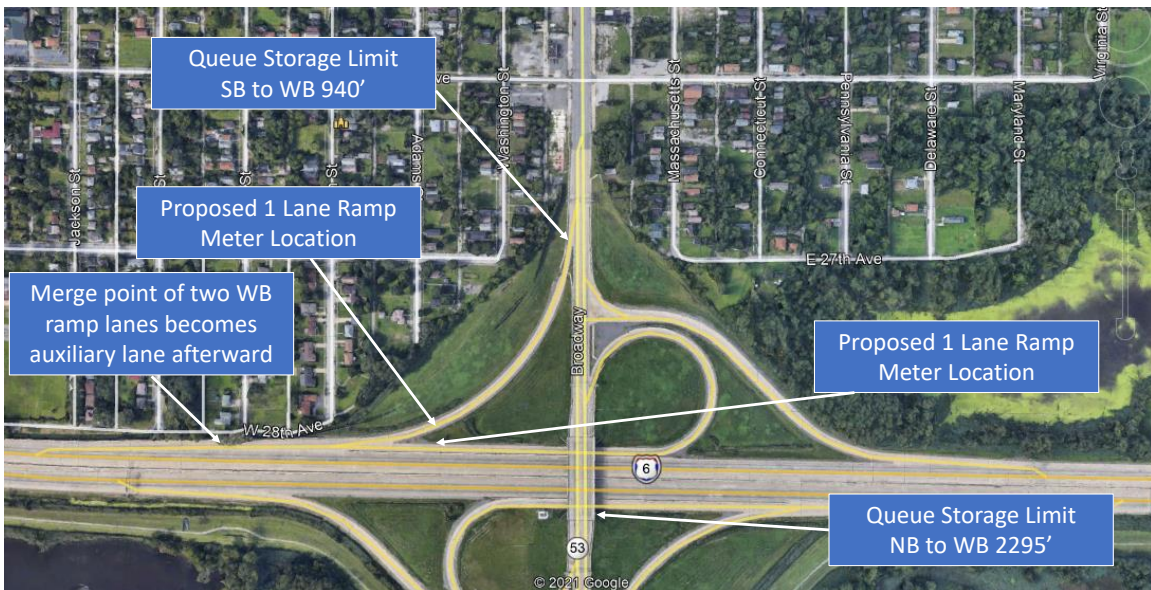 Queue Storage Limit
SB to WB 940’
Proposed 1 Lane Ramp
Meter Location
Merge point of two WB
ramp lanes becomes
auxiliary lane afterward
Proposed 1 Lane Ramp
Meter Location
Queue Storage Limit
NB to WB 2295’
Jackson St
St
St
St
Adams
Washington St
ve
Massachusetts St
Connecticut St
Pennsylvania St
Delaware St
Maryland St
Virginia St
E 27th Ave
W 28th Ave
Broadway
6
53
© 2021 Google